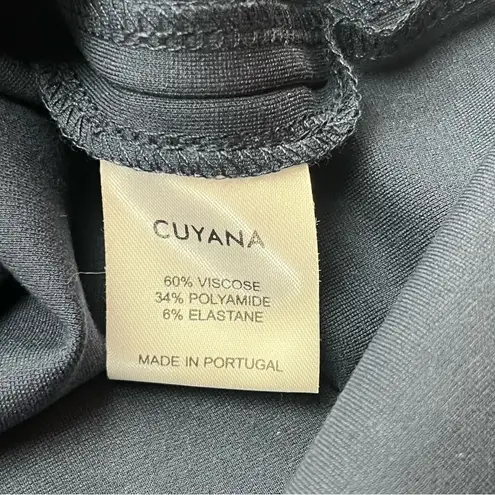 CUYANA
60% VISCOSE
34% POLYAMIDE
6% ELASTANE
MADE IN PORTUGAL